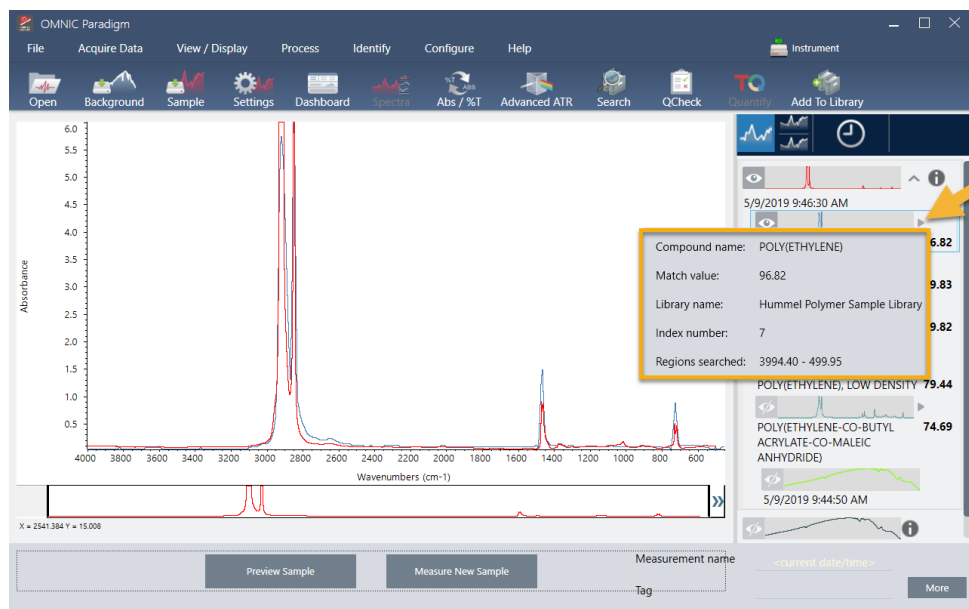 OMNIC Paradigm
File Acquire Data View / Display Process Identify Configure Help Instrument
%T ABS TQ
Open Background Sample Settings Dashboard Spectra Abs / %T Advanced ATR Search QCheck Quantify Add To Library
6.0
5.5
5.0
4.5
4.0
3.5
3.0
2.5
2.0
1.5
1.0
0.5
Absorbance
4000 3800 3600 3400 3200 3000 2800 2600 2400 2200 2000 1800 1600 1400 1200 1000 800 600
Wavenumbers (cm-1)
X = 2541.384 Y = 15.008
5/9/2019 9:46:30 AM
6.82
Compound name: POLY(ETHYLENE)
Match value: 96.82
9.83
Library name: Hummel Polymer Sample Library
Index number: 7
9.82
Regions searched: 3994.40 - 499.95
POLY(ETHYLENE), LOW DENSITY 79.44
POLY(ETHYLENE-CO-BUTYL 74.69
ACRYLATE-CO-MALEIC
ANHYDRIDE)
5/9/2019 9:44:50 AM
Preview Sample
Measure New Sample
Measurement name
<current date/time>
Tag
More